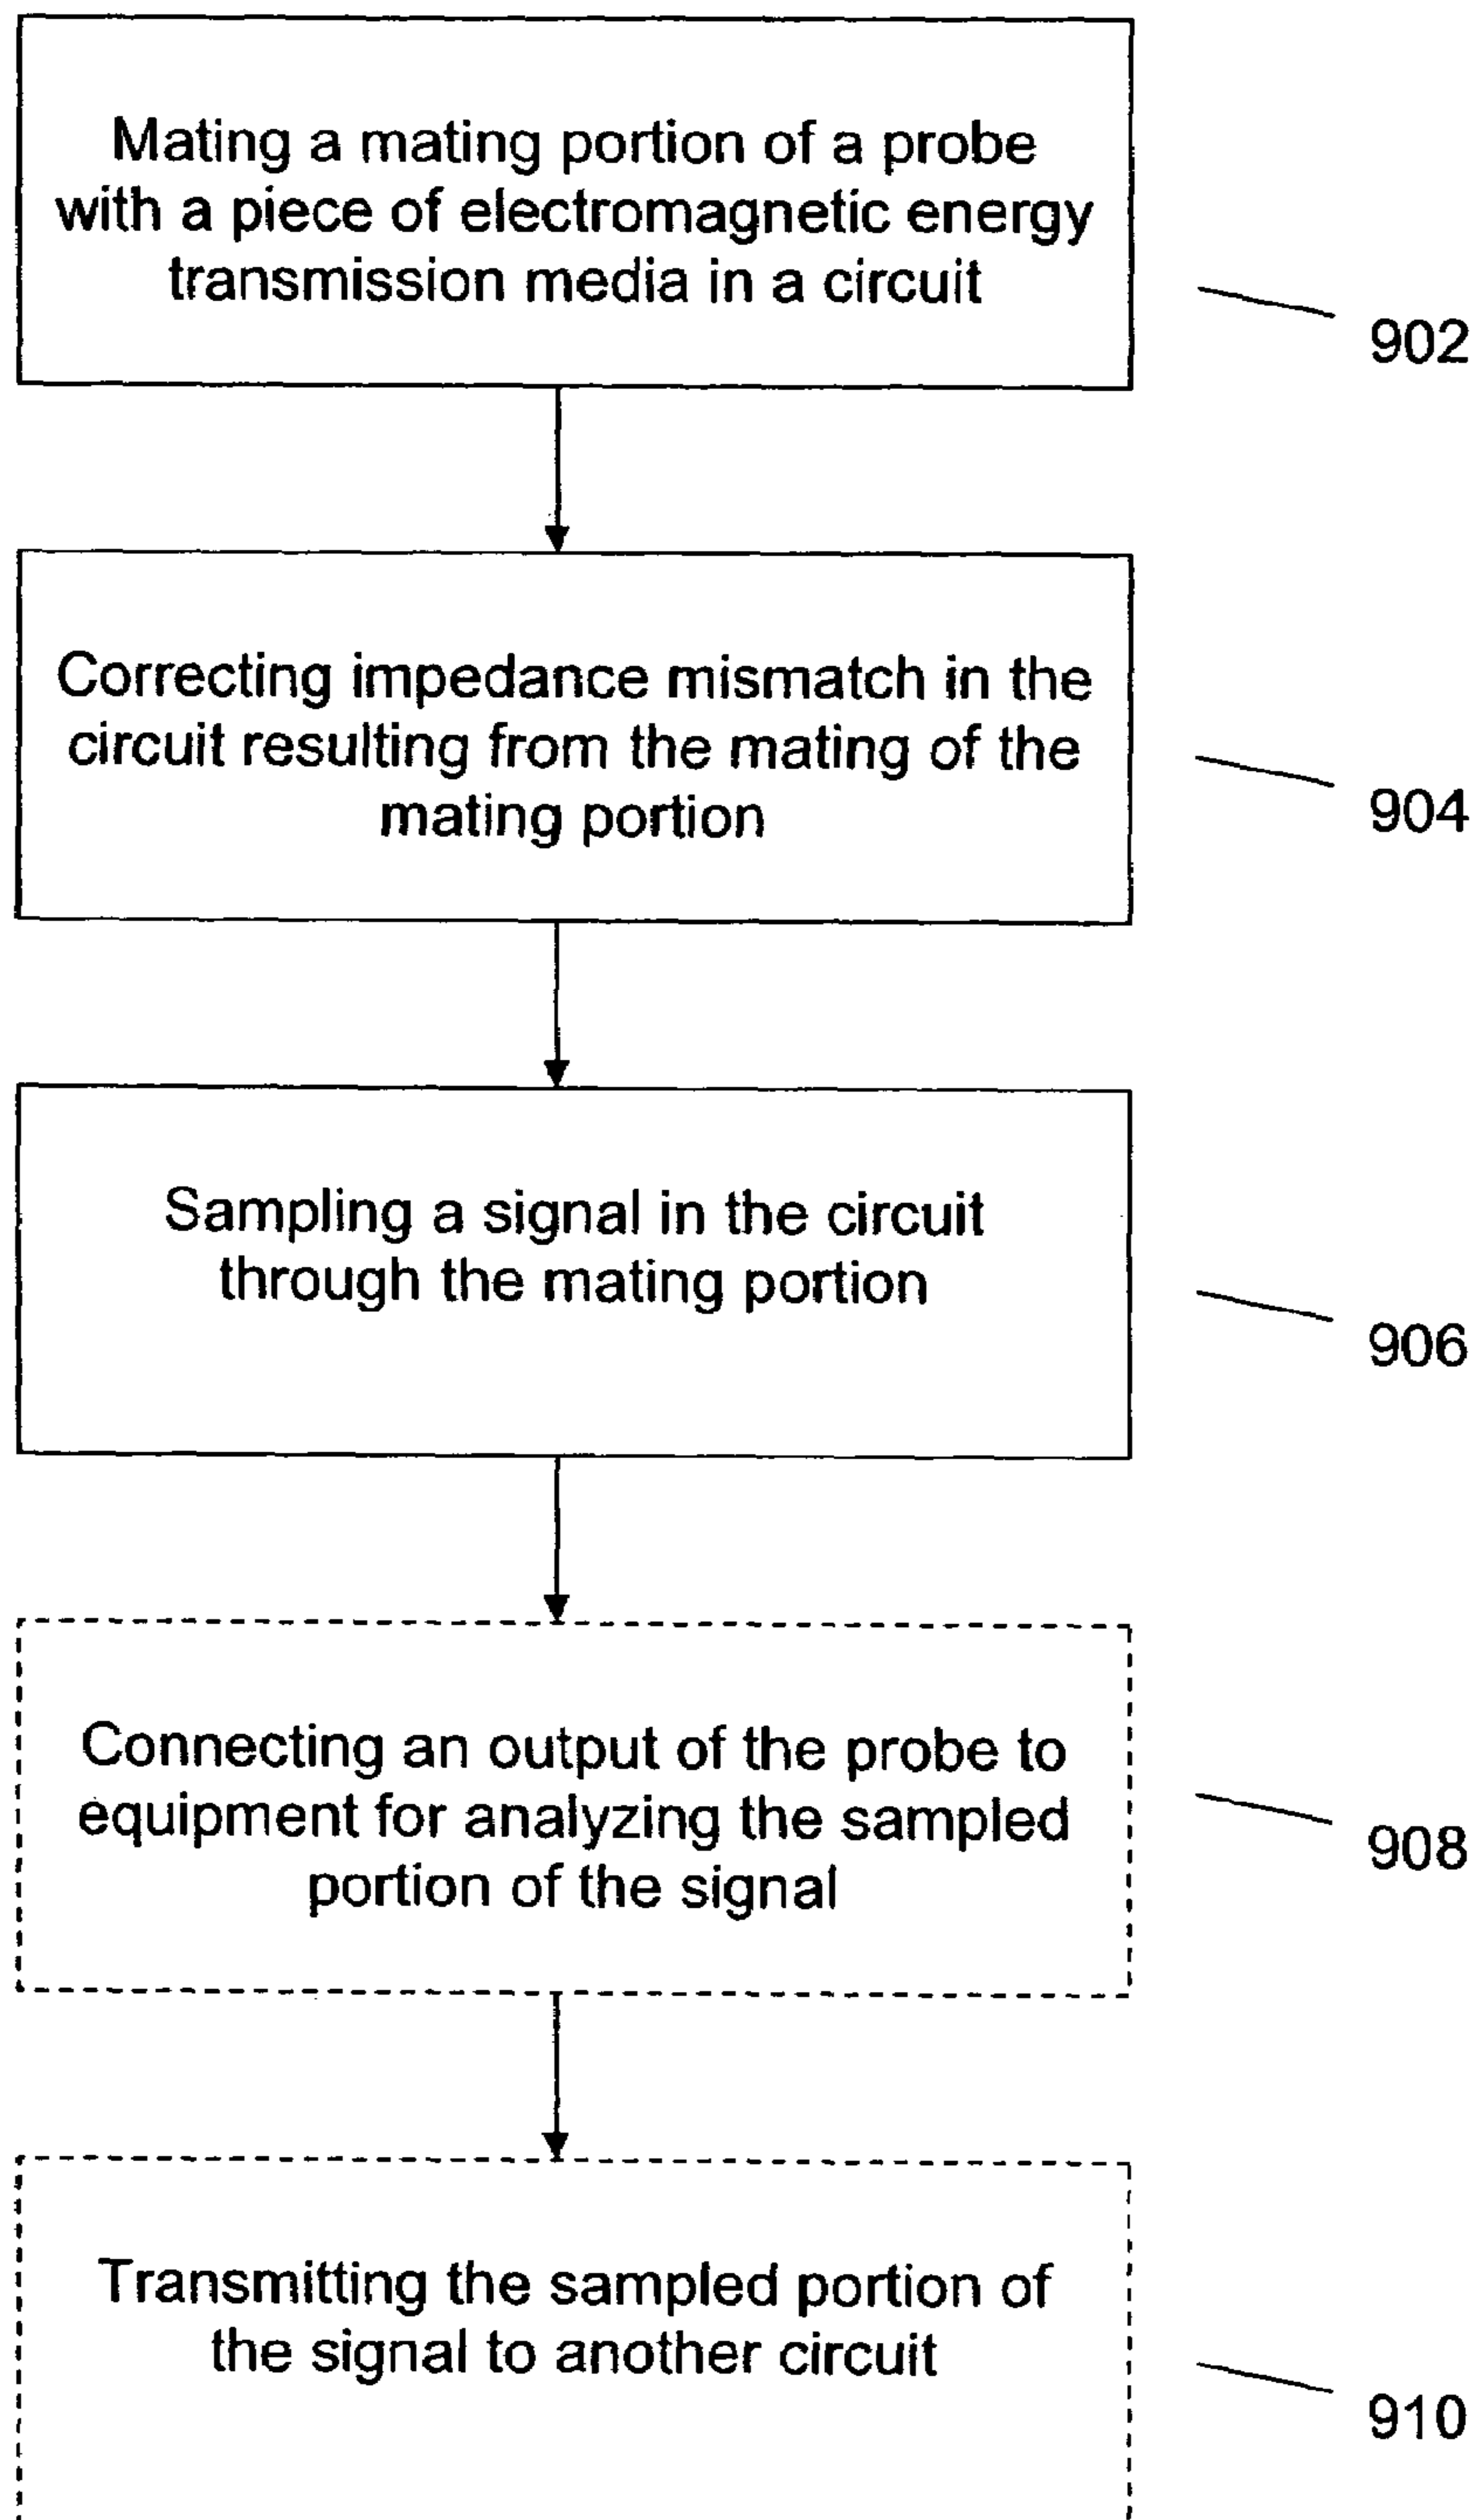 Mating a mating portion of a probe
with a piece of electromagnetic energy
transmission media in a circuit
902
Correcting impedance mismatch in the
circuit resulting from the mating of the
mating portion
904
Sampling a signal in the circuit
through the mating portion
906
Connecting an output of the probe to
equipment for analyzing the sampled
portion of the signal
908
Transmitting the sampled portion of
the signal to another circuit
910